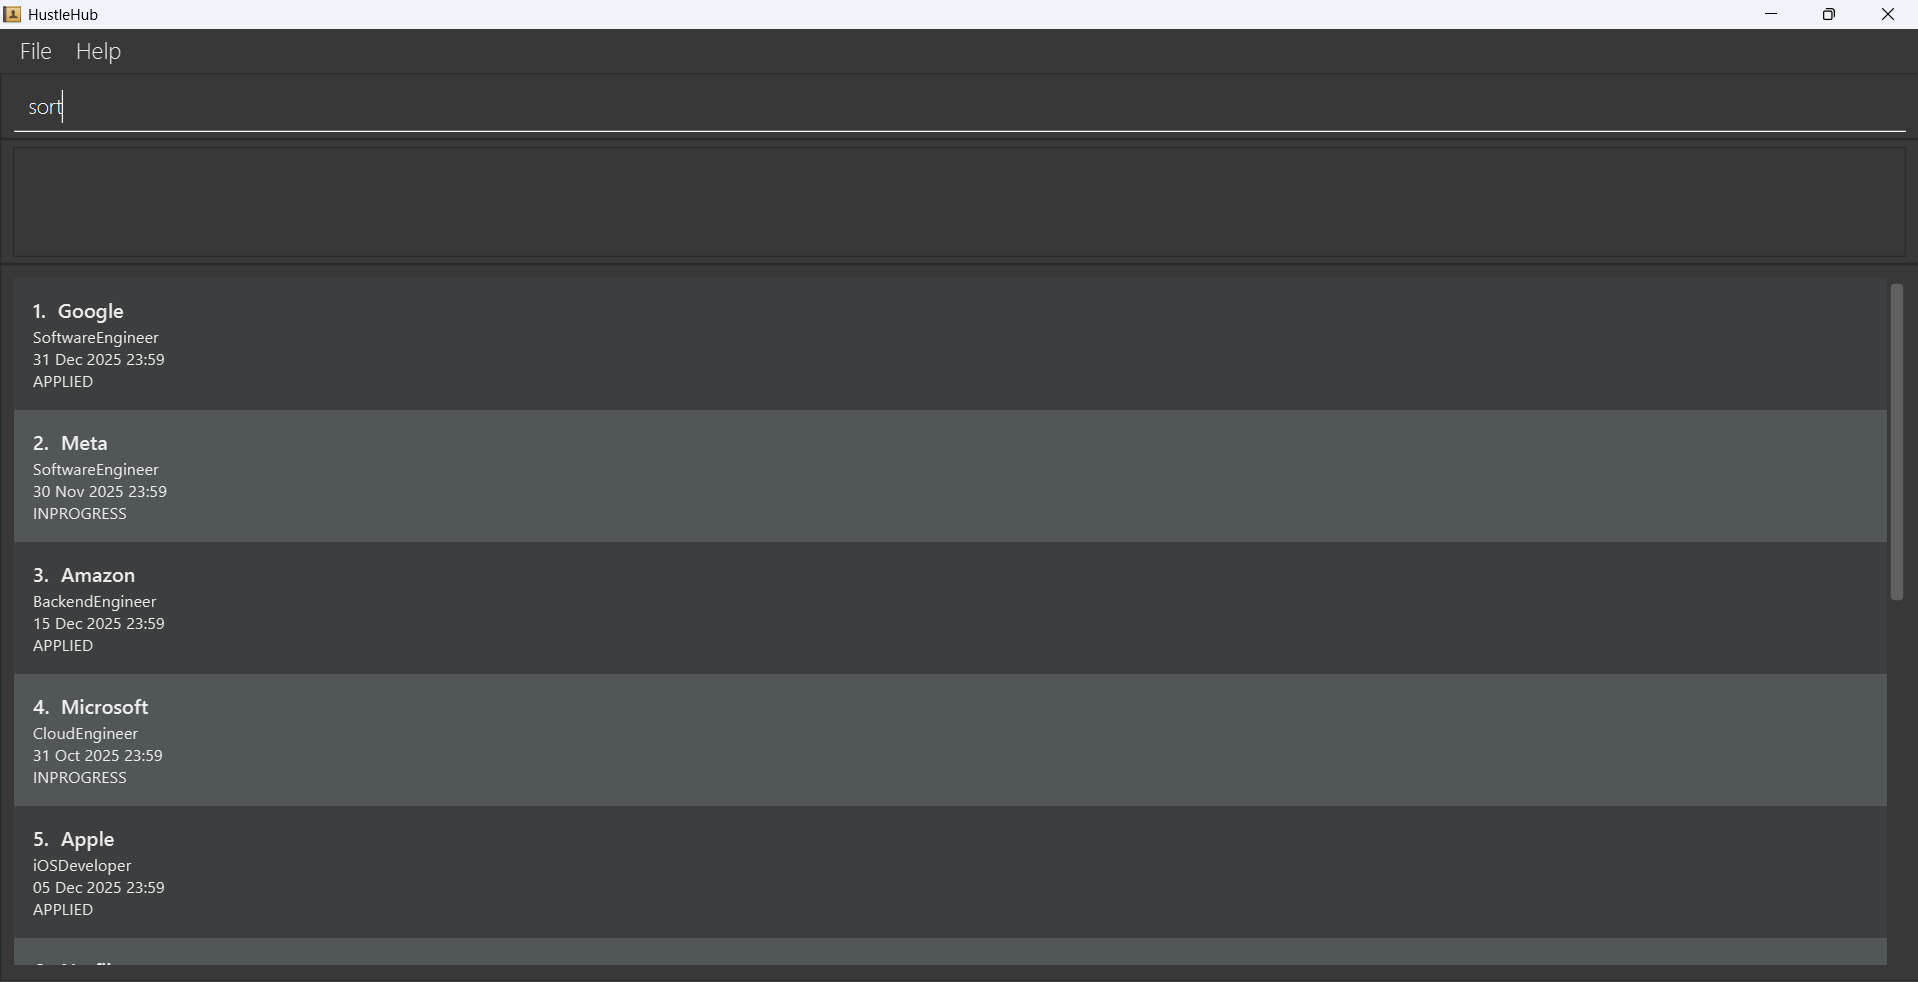 HustleHub
File Help
sort
1. Google
SoftwareEngineer
31 Dec 2025 23:59
APPLIED
2. Meta
SoftwareEngineer
30 Nov 2025 23:59
INPROGRESS
3. Amazon
BackendEngineer
15 Dec 2025 23:59
APPLIED
4. Microsoft
CloudEngineer
31 Oct 2025 23:59
INPROGRESS
5. Apple
iOSDeveloper
05 Dec 2025 23:59
APPLIED